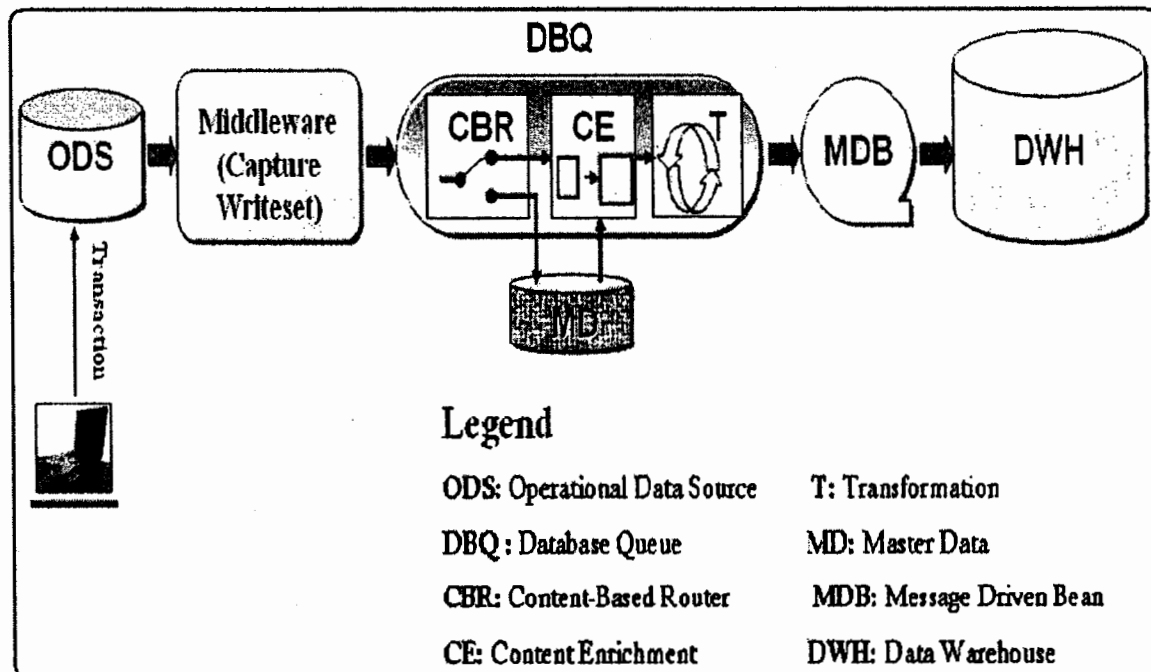 DBQ
ODS
Middleware
(Capture
Writeset)
CBR
CE
T
MDB
DWH
MD
Transaction
Legend
ODS: Operational Data Source
T: Transformation
DBQ : Database Queue
MD: Master Data
CBR: Content-Based Router
MDB: Message Driven Bean
CE: Content Enrichment
DWH: Data Warehouse